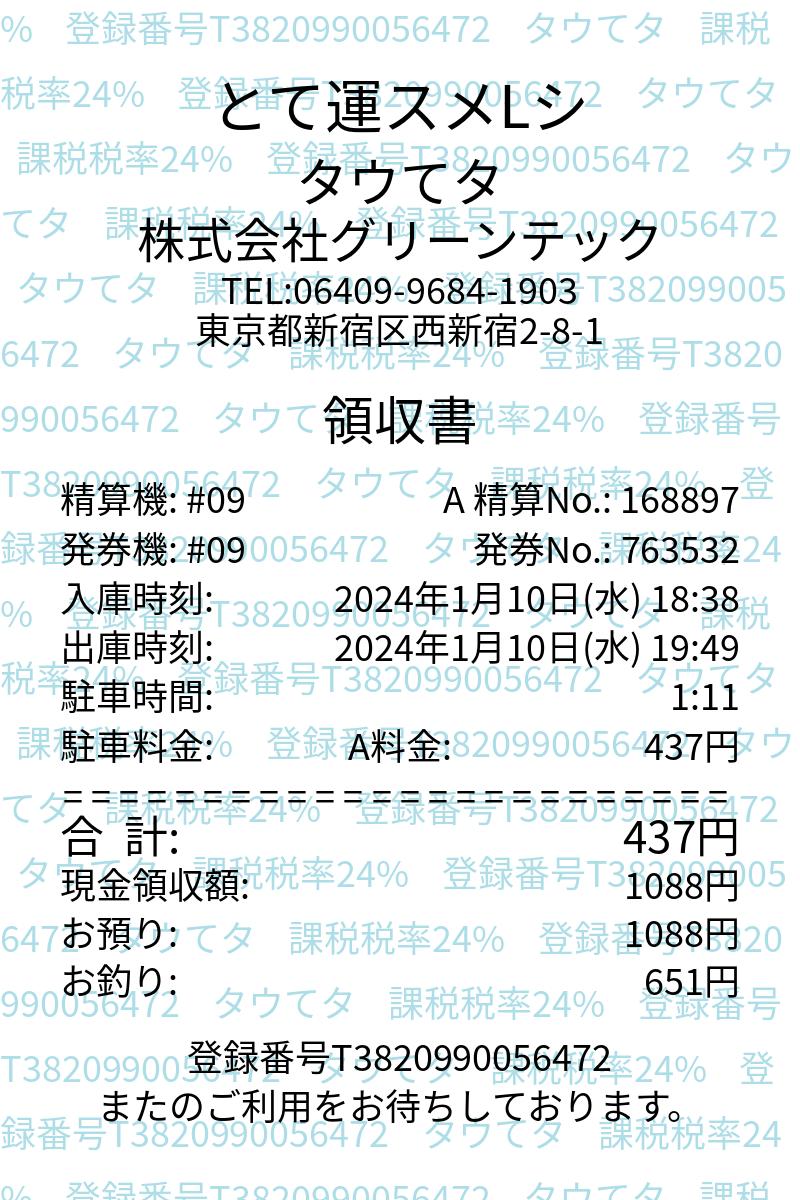 とて運スメLシ
タウてタ
株式会社グリーンテック
TEL:06409-9684-1903
東京都新宿区西新宿2-8-1
領収書
精算機: #09 A 精算No.: 168897
発券機: #09 発券No.: 763532
入庫時刻: 2024年1月10日(水) 18:38
出庫時刻: 2024年1月10日(水) 19:49
駐車時間: 1:11
駐車料金: A料金: 437円
========================
合 計: 437円
現金領収額: 1088円
お預り: 1088円
お釣り: 651円
登録番号T3820990056472
またのご利用をお待ちしております。
% 登録番号T3820990056472 タウてタ 課税
税率24% 登録番号T3820990056472 タウてタ
課税税率24% 登録番号T3820990056472 タウ
てタ 課税税率24% 登録番号T3820990056472
タウてタ 課税税率24% 登録番号T382099005
6472 タウてタ 課税税率24% 登録番号T3820
990056472 タウてタ 課税税率24% 登録番号
T3820990056472 タウてタ 課税税率24% 登
録番号T3820990056472 タウてタ 課税税率24
% 登録番号T3820990056472 タウてタ 課税
税率24% 登録番号T3820990056472 タウてタ
課税税率24% 登録番号T3820990056472 タウ
てタ 課税税率24% 登録番号T3820990056472
タウてタ 課税税率24% 登録番号T382099005
6472 タウてタ 課税税率24% 登録番号T3820
990056472 タウてタ 課税税率24% 登録番号
T3820990056472 タウてタ 課税税率24% 登
録番号T3820990056472 タウてタ 課税税率24
% 登録番号T3820990056472 タウてタ 課税